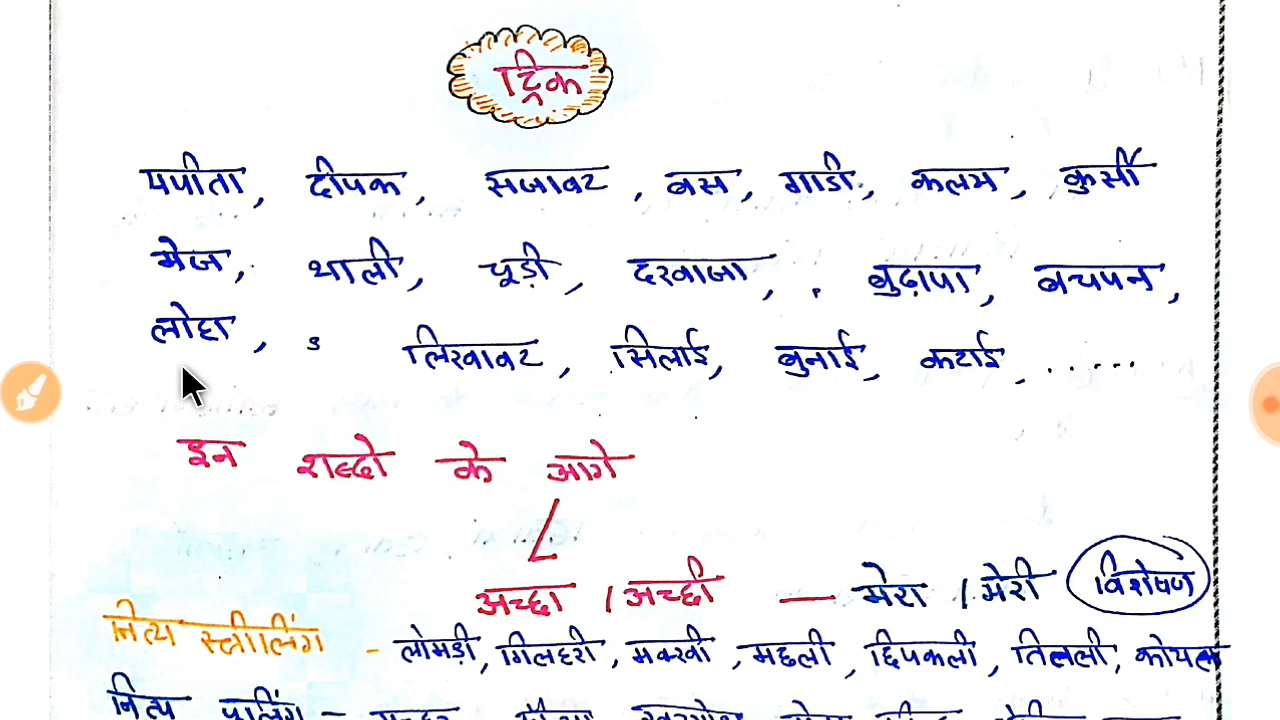 ट्रिक
पपीता, दीपक, सजावट, बस, गाडी, कलम, कुर्सी
मेज, थाली, चूड़ी, दरवाजा, बुढ़ापा, बचपन,
लोहा, लिखावट, सिलाई, बुनाई, कटाई, ......
इन शब्दो के आगे
अच्छा / अच्छी — मेरा / मेरी विशेषण
नित्य स्त्रीलिंग - लोमड़ी, गिलहरी, मक्खी, मछली, छिपकली, तितली, कोयल
नित्य पुलिंग -